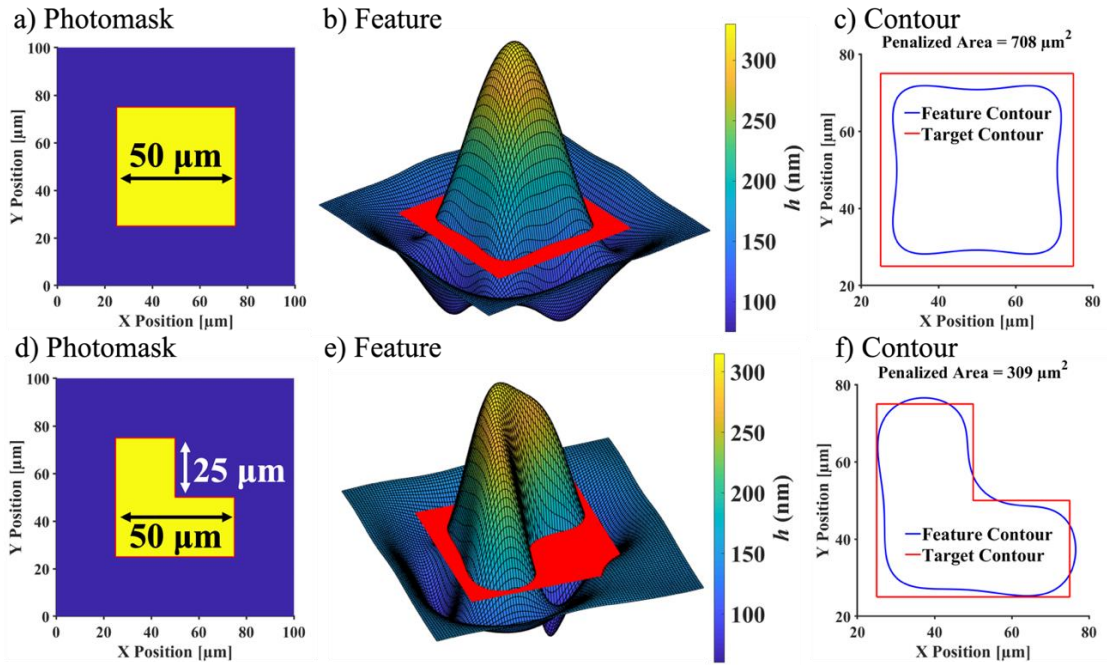 a) Photomask
100
80
60
40
20
0
Y Position [μm]
50 μm
0 20 40 60 80 100
X Position [μm]
b) Feature
300
250
200
150
100
h (nm)
c) Contour
Penalized Area = 708 μm²
80
60
40
20
Y Position [μm]
Feature Contour
Target Contour
20 40 60 80
X Position [μm]
d) Photomask
100
80
60
40
20
0
Y Position [μm]
25 μm
50 μm
0 20 40 60 80 100
X Position [μm]
e) Feature
300
250
200
150
100
h (nm)
f) Contour
Penalized Area = 309 μm²
80
60
40
20
Y Position [μm]
Feature Contour
Target Contour
20 40 60 80
X Position [μm]